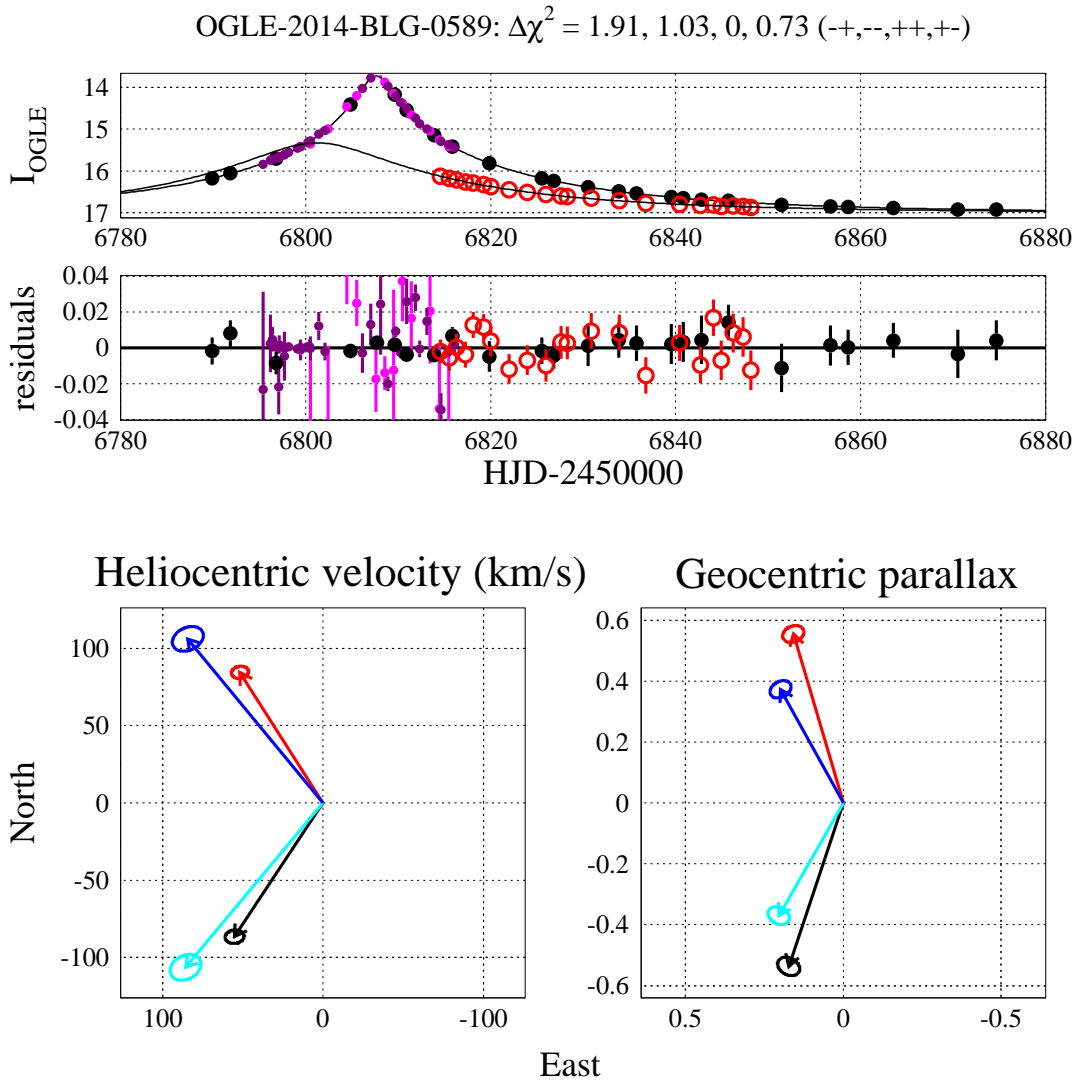 OGLE-2014-BLG-0589: Δχ² = 1.91, 1.03, 0, 0.73 (-+,--,++,+-)
I_OGLE
14
15
16
17
6780 6800 6820 6840 6860 6880
residuals
0.04
0.02
0
-0.02
-0.04
6780 6800 6820 6840 6860 6880
HJD-2450000
Heliocentric velocity (km/s)
North
100
50
0
-50
-100
100 0 -100
Geocentric parallax
0.6
0.4
0.2
0
-0.2
-0.4
-0.6
0.5 0 -0.5
East